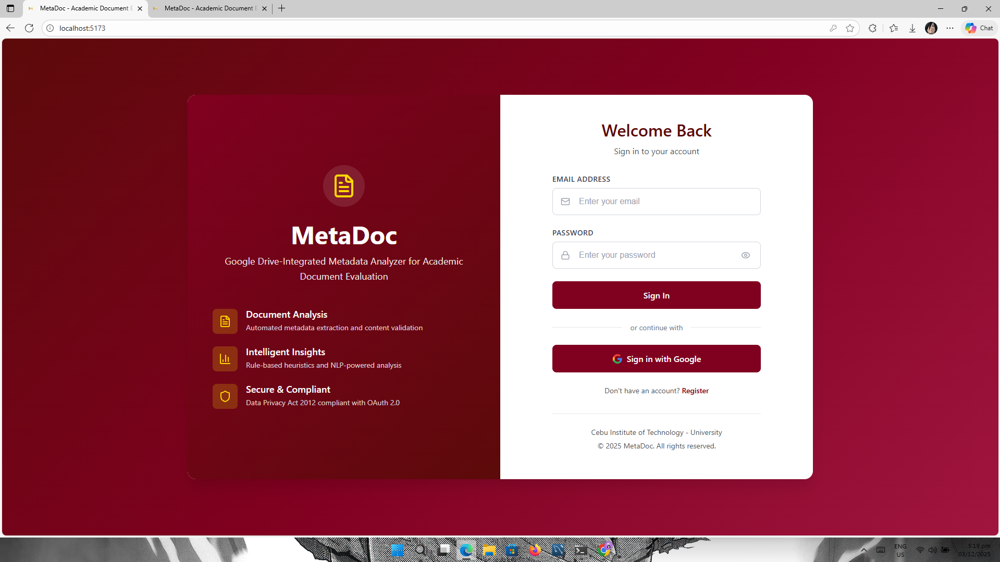 MetaDoc - Academic Document E
MetaDoc - Academic Document E
localhost:5173
Chat
MetaDoc
Google Drive-Integrated Metadata Analyzer for Academic
Document Evaluation
Document Analysis
Automated metadata extraction and content validation
Intelligent Insights
Rule-based heuristics and NLP-powered analysis
Secure & Compliant
Data Privacy Act 2012 compliant with OAuth 2.0
Welcome Back
Sign in to your account
EMAIL ADDRESS
Enter your email
PASSWORD
Enter your password
Sign In
or continue with
Sign in with Google
Don't have an account? Register
Cebu Institute of Technology - University
© 2025 MetaDoc. All rights reserved.
ENG
US
5:19 pm
03/12/2025